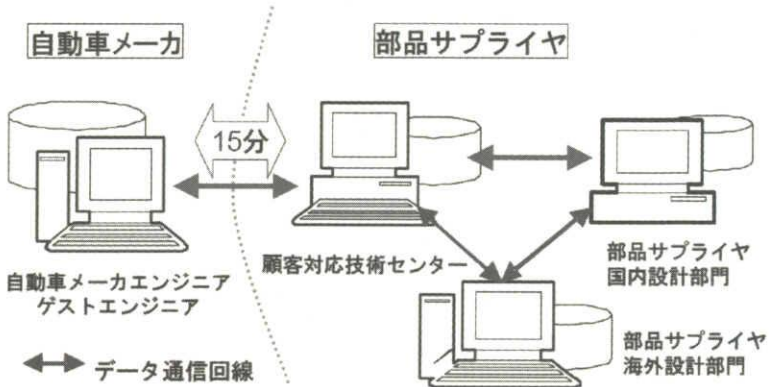 自動車メーカ
部品サプライヤ
15分
自動車メーカエンジニア
ゲストエンジニア
顧客対応技術センター
部品サプライヤ
国内設計部門
部品サプライヤ
海外設計部門
データ通信回線